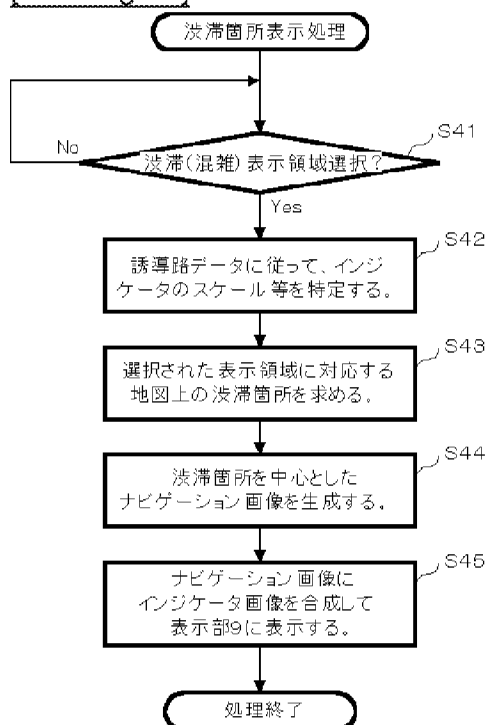 渋滞箇所表示処理
S41
渋滞(混雑)表示領域選択?
No
Yes
S42
誘導路データに従って、インジ
ケータのスケール等を特定する。
S43
選択された表示領域に対応する
地図上の渋滞箇所を求める。
S44
渋滞箇所を中心とした
ナビゲーション画像を生成する。
S45
ナビゲーション画像に
インジケータ画像を合成して
表示部9に表示する。
処理終了